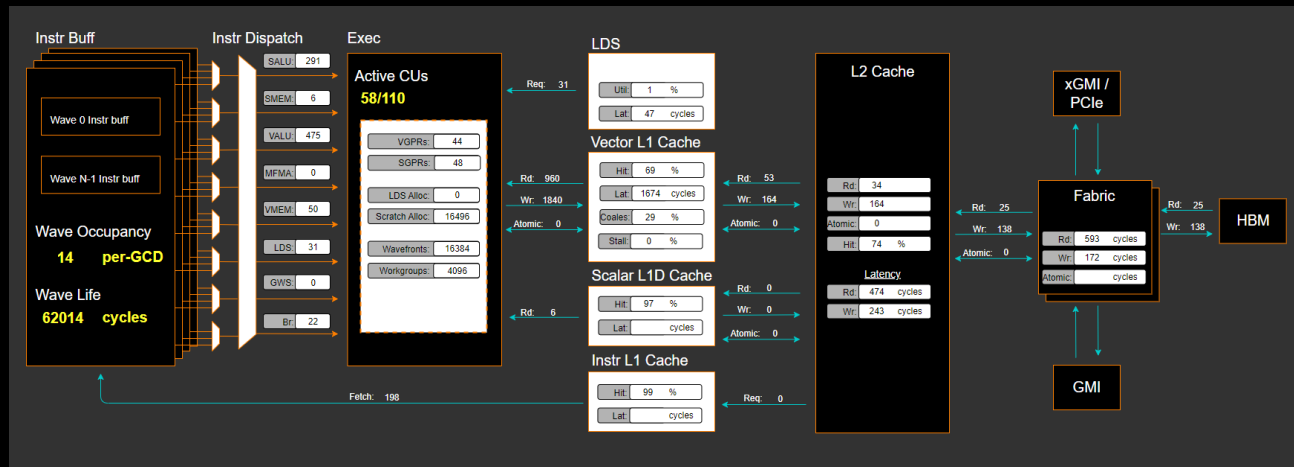 Instr Buff
Wave 0 Instr buff
Wave N-1 Instr buff
Wave Occupancy
14 per-GCD
Wave Life
62014 cycles
Instr Dispatch
SALU: 291
SMEM: 6
VALU: 475
MFMA: 0
VMEM: 50
LDS: 31
GWS: 0
Br: 22
Exec
Active CUs
58/110
VGPRs: 44
SGPRs: 48
LDS Alloc: 0
Scratch Alloc: 16496
Wavefronts: 16384
Workgroups: 4096
Req: 31
Rd: 960
Wr: 1840
Atomic: 0
Rd: 6
Fetch: 198
LDS
Util: 1 %
Lat: 47 cycles
Vector L1 Cache
Hit: 69 %
Lat: 1674 cycles
Coales: 29 %
Stall: 0 %
Scalar L1D Cache
Hit: 97 %
Lat: cycles
Instr L1 Cache
Hit: 99 %
Lat: cycles
Rd: 53
Wr: 164
Atomic: 0
Rd: 0
Wr: 0
Atomic: 0
Req: 0
L2 Cache
Rd: 34
Wr: 164
Atomic: 0
Hit: 74 %
Latency
Rd: 474 cycles
Wr: 243 cycles
Rd: 25
Wr: 138
Atomic: 0
xGMI /
PCIe
Fabric
Rd: 593 cycles
Wr: 172 cycles
Atomic: cycles
GMI
Rd: 25
Wr: 138
HBM